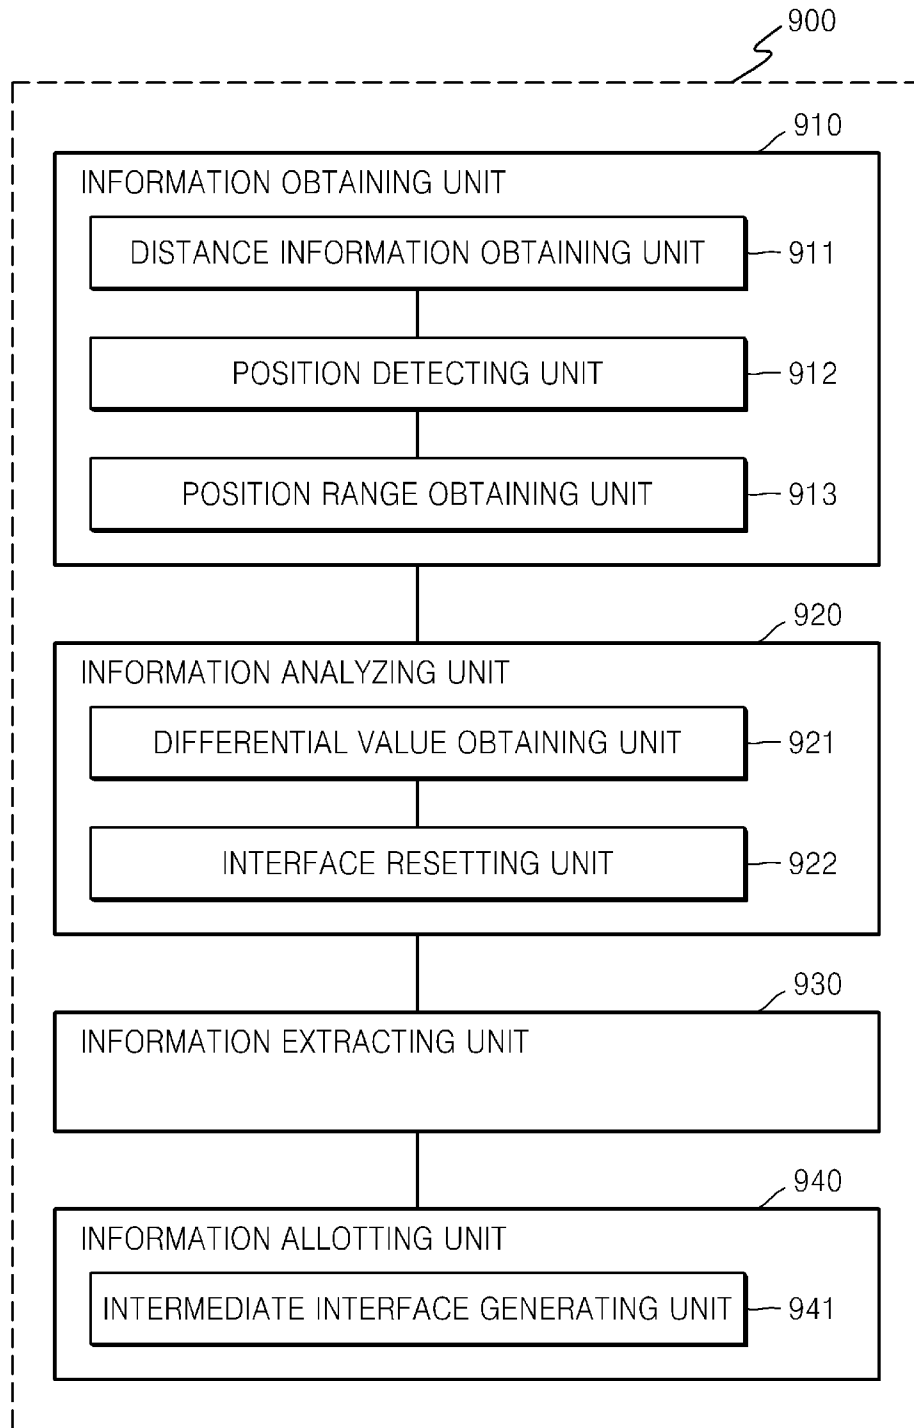 900
910
INFORMATION OBTAINING UNIT
DISTANCE INFORMATION OBTAINING UNIT 911
POSITION DETECTING UNIT 912
POSITION RANGE OBTAINING UNIT 913
920
INFORMATION ANALYZING UNIT
DIFFERENTIAL VALUE OBTAINING UNIT 921
INTERFACE RESETTING UNIT 922
930
INFORMATION EXTRACTING UNIT
940
INFORMATION ALLOTTING UNIT
INTERMEDIATE INTERFACE GENERATING UNIT 941